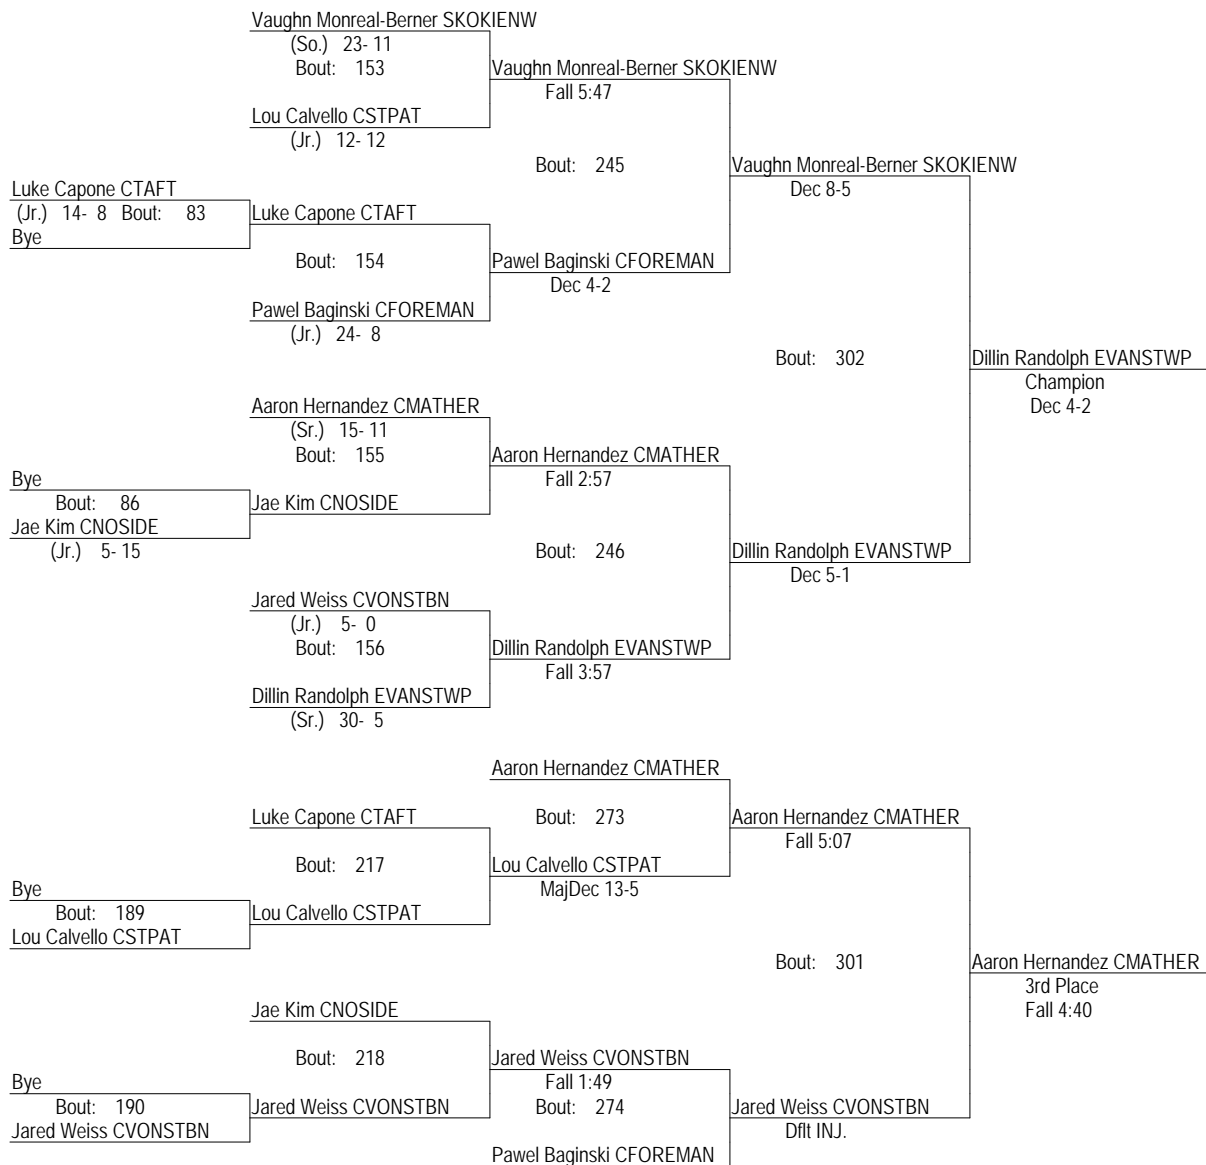 Vaughn Monreal-Berner SKOKIENW
(So.) 23- 11
Bout: 153
Vaughn Monreal-Berner SKOKIENW
Fall 5:47
Lou Calvello CSTPAT
(Jr.) 12- 12
Bout: 245
Vaughn Monreal-Berner SKOKIENW
Dec 8-5
Luke Capone CTAFT
(Jr.) 14- 8 Bout: 83
Bye
Luke Capone CTAFT
Bout: 154
Pawel Baginski CFOREMAN
Dec 4-2
Pawel Baginski CFOREMAN
(Jr.) 24- 8
Bout: 302
Dillin Randolph EVANSTWP
Champion
Dec 4-2
Aaron Hernandez CMATHER
(Sr.) 15- 11
Bout: 155
Aaron Hernandez CMATHER
Fall 2:57
Bye
Bout: 86
Jae Kim CNOSIDE
(Jr.) 5- 15
Jae Kim CNOSIDE
Bout: 246
Dillin Randolph EVANSTWP
Dec 5-1
Jared Weiss CVONSTBN
(Jr.) 5- 0
Bout: 156
Dillin Randolph EVANSTWP
Fall 3:57
Dillin Randolph EVANSTWP
(Sr.) 30- 5
Aaron Hernandez CMATHER
Bout: 273
Aaron Hernandez CMATHER
Fall 5:07
Luke Capone CTAFT
Bout: 217
Lou Calvello CSTPAT
MajDec 13-5
Bye
Bout: 189
Lou Calvello CSTPAT
Lou Calvello CSTPAT
Bout: 301
Aaron Hernandez CMATHER
3rd Place
Fall 4:40
Jae Kim CNOSIDE
Bout: 218
Jared Weiss CVONSTBN
Fall 1:49
Bye
Bout: 190
Jared Weiss CVONSTBN
Jared Weiss CVONSTBN
Bout: 274
Jared Weiss CVONSTBN
Dflt INJ.
Pawel Baginski CFOREMAN